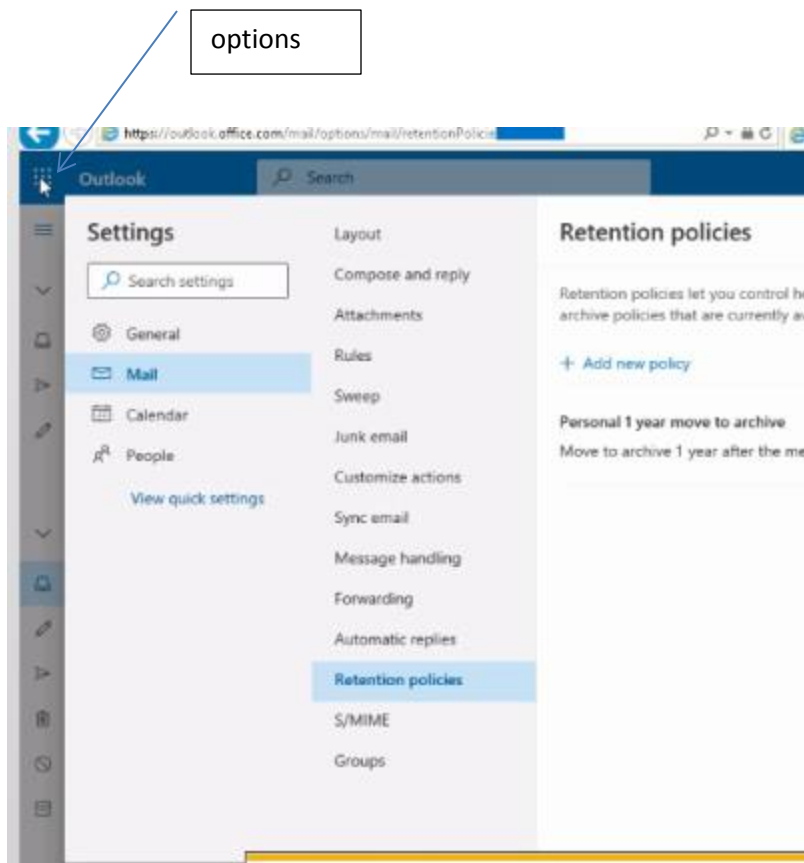 options
https://outlook.office.com/mail/options/mail/retentionPolicie
Outlook
Search
Settings
Search settings
General
Mail
Calendar
People
View quick settings
Layout
Compose and reply
Attachments
Rules
Sweep
Junk email
Customize actions
Sync email
Message handling
Forwarding
Automatic replies
Retention policies
S/MIME
Groups
Retention policies
Retention policies let you control
archive policies that are currently
+ Add new policy
Personal 1 year move to archive
Move to archive 1 year after the